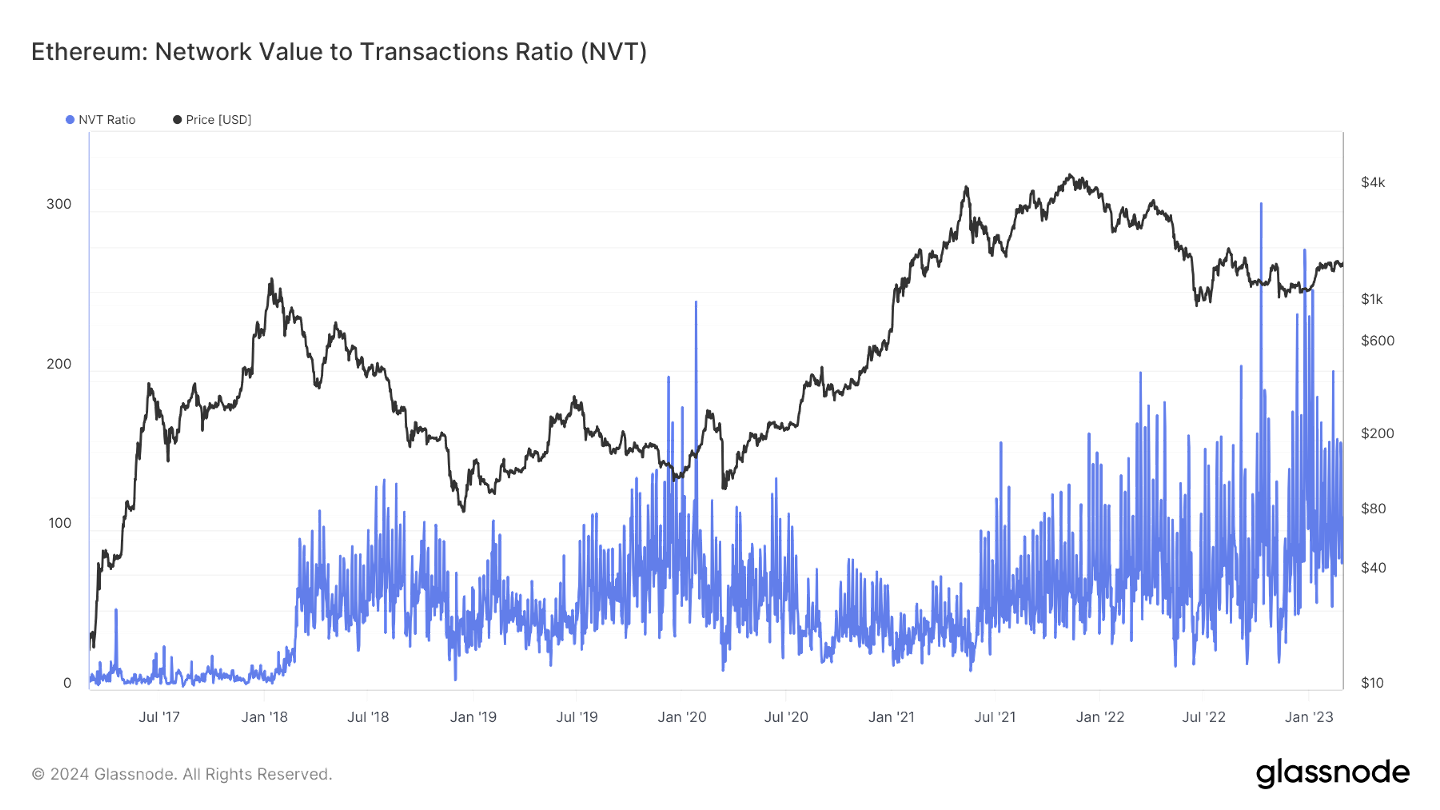 Ethereum: Network Value to Transactions Ratio (NVT)
NVT Ratio Price [USD]
300
200
100
0
$4k
$1k
$600
$200
$80
$40
$10
Jul '17 Jan '18 Jul '18 Jan '19 Jul '19 Jan '20 Jul '20 Jan '21 Jul '21 Jan '22 Jul '22 Jan '23
© 2024 Glassnode. All Rights Reserved.
glassnode